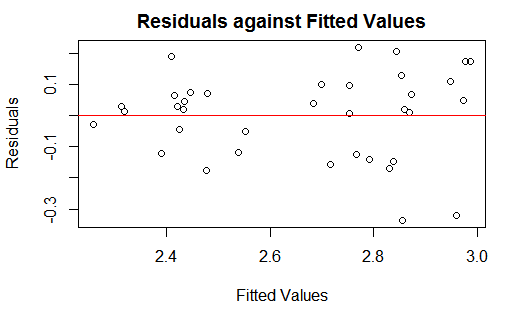 Residuals against Fitted Values
Residuals
0.1
-0.1
-0.3
2.4 2.6 2.8 3.0
Fitted Values